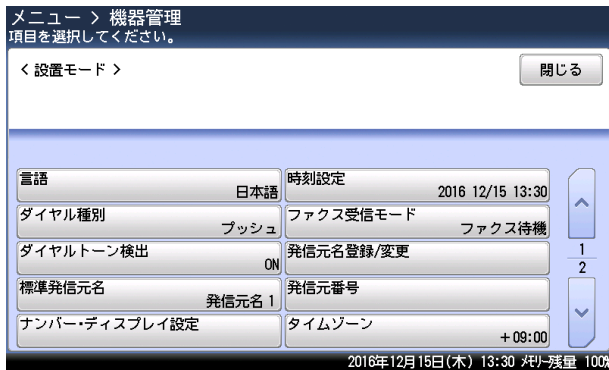 メニュー > 機器管理
項目を選択してください。
< 設置モード >
閉じる
言語
日本語
時刻設定
2016 12/15 13:30
ダイヤル種別
プッシュ
ファクス受信モード
ファクス待機
ダイヤルトーン検出
ON
発信元名登録/変更
標準発信元名
発信元名 1
発信元番号
ナンバー・ディスプレイ設定
タイムゾーン
+09:00
1
2
2016年12月15日(木) 13:30 メモリー残量 100%